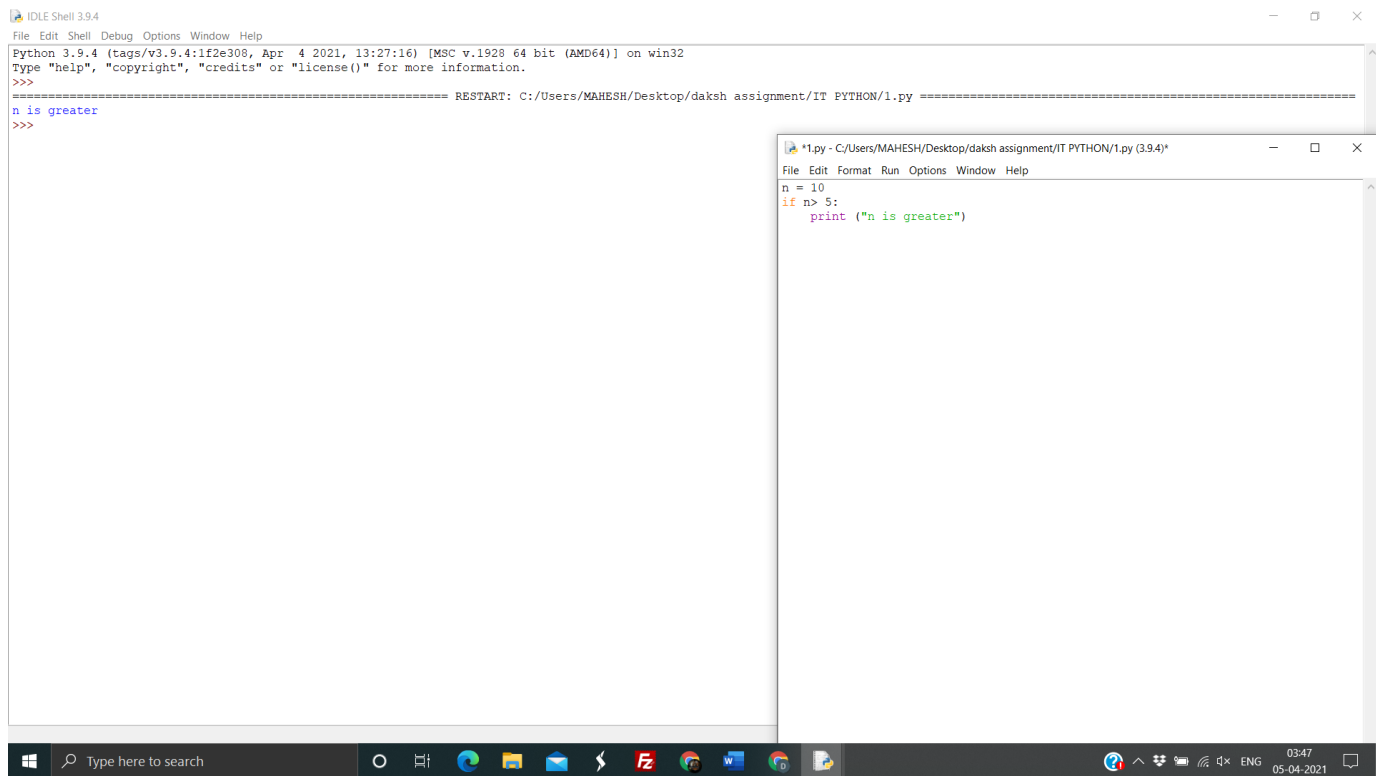 IDLE Shell 3.9.4
File Edit Shell Debug Options Window Help
Python 3.9.4 (tags/v3.9.4:1f2e308, Apr  4 2021, 13:27:16) [MSC v.1928 64 bit (AMD64)] on win32
Type "help", "copyright", "credits" or "license()" for more information.
>>>
============================================================= RESTART: C:/Users/MAHESH/Desktop/daksh assignment/IT PYTHON/1.py =============================================================
n is greater
>>>
*1.py - C:/Users/MAHESH/Desktop/daksh assignment/IT PYTHON/1.py (3.9.4)*
File Edit Format Run Options Window Help
n = 10
if n> 5:
    print ("n is greater")
Type here to search
ENG
03:47
05-04-2021